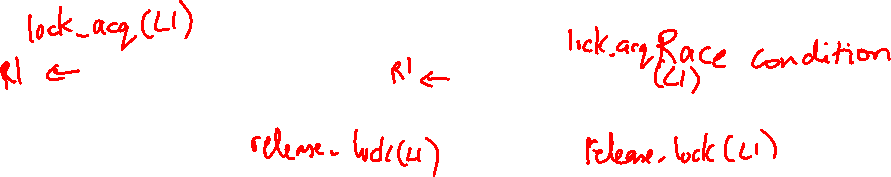 lock_acq(L1)
lock_acq(L1)
Race condition
R1 ←
R1 ←
release_lock(L1)
release_lock(L1)